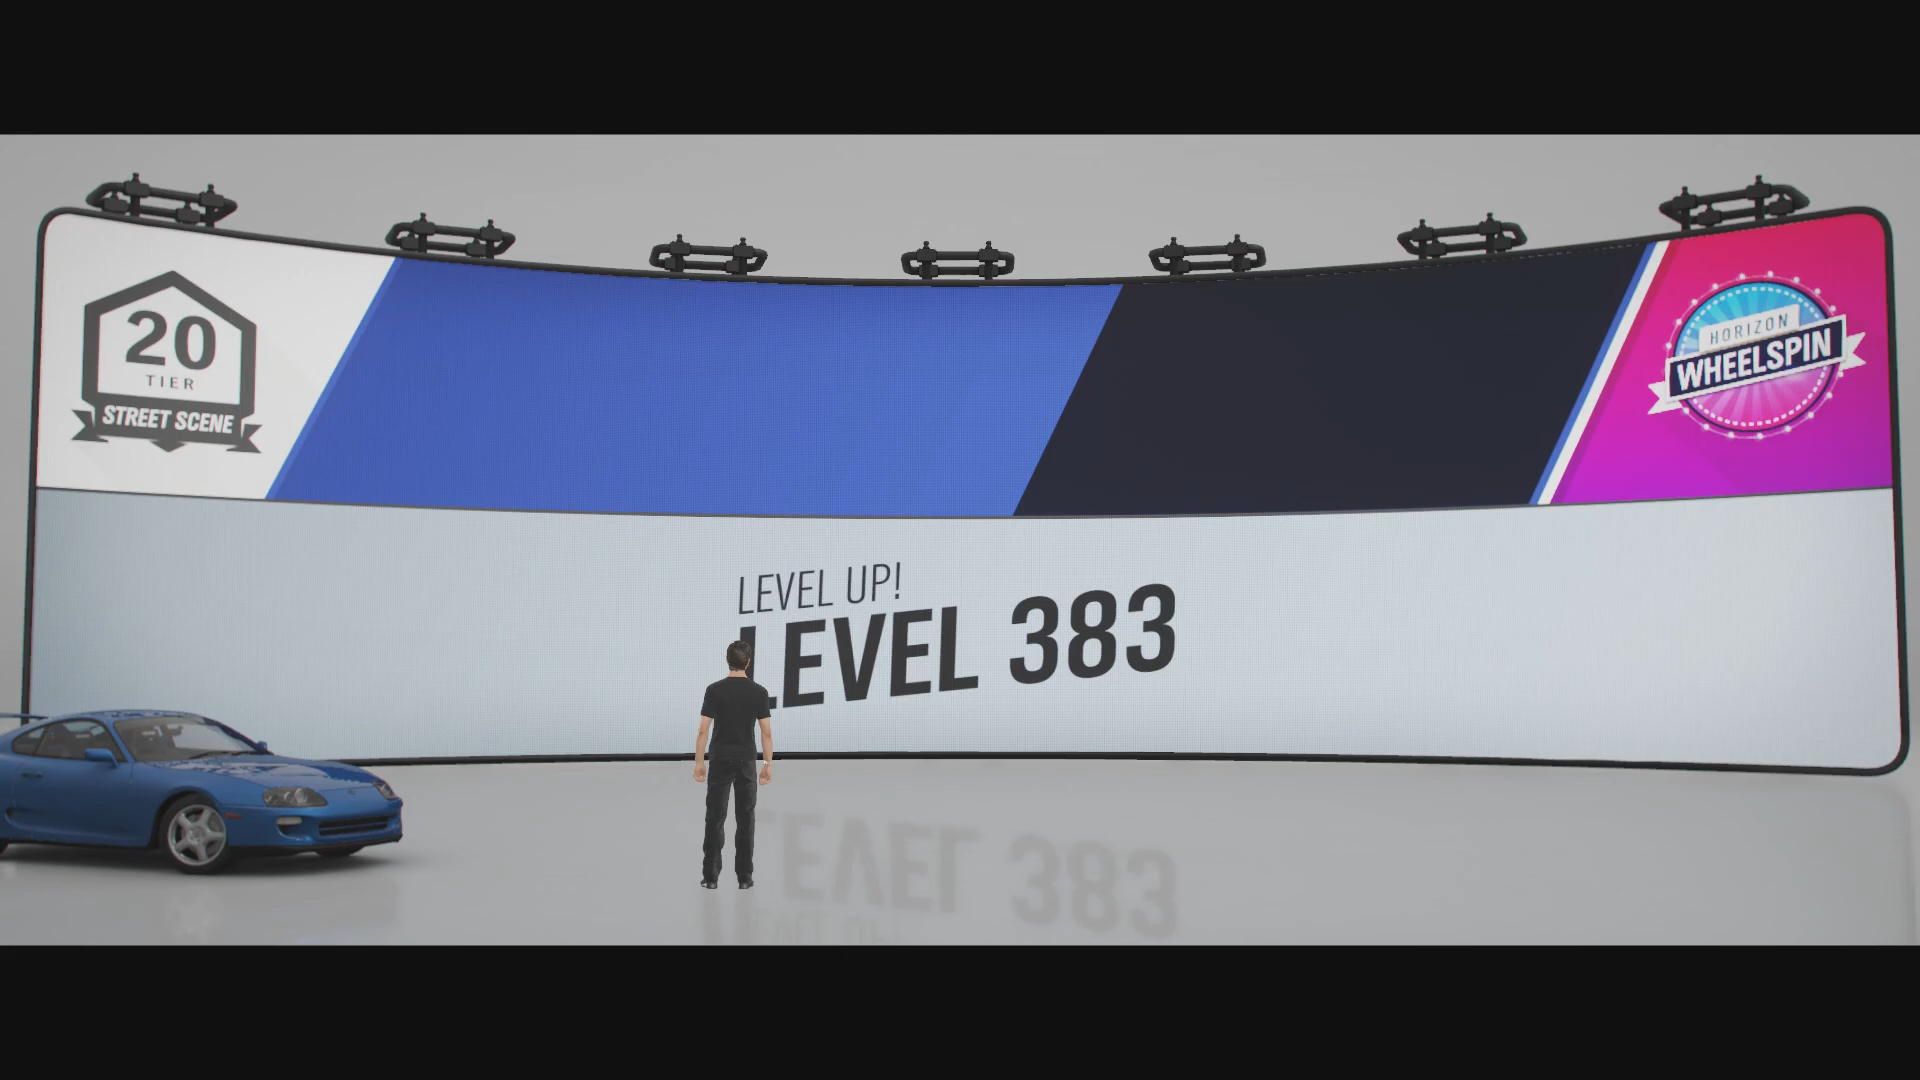 20
TIER
STREET SCENE
HORIZON
WHEELSPIN
LEVEL UP!
LEVEL 383